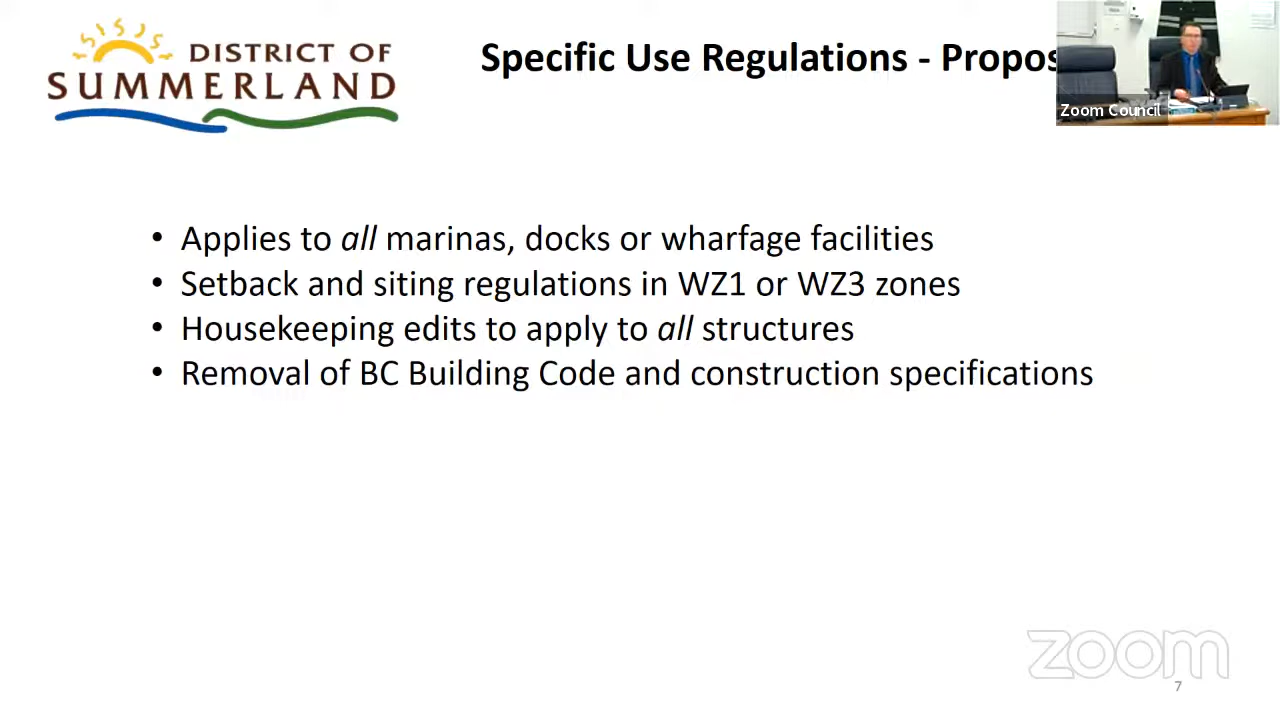 DISTRICT OF
SUMMERLAND
Specific Use Regulations - Propos
Zoom Council
• Applies to all marinas, docks or wharfage facilities
• Setback and siting regulations in WZ1 or WZ3 zones
• Housekeeping edits to apply to all structures
• Removal of BC Building Code and construction specifications
zoom
7